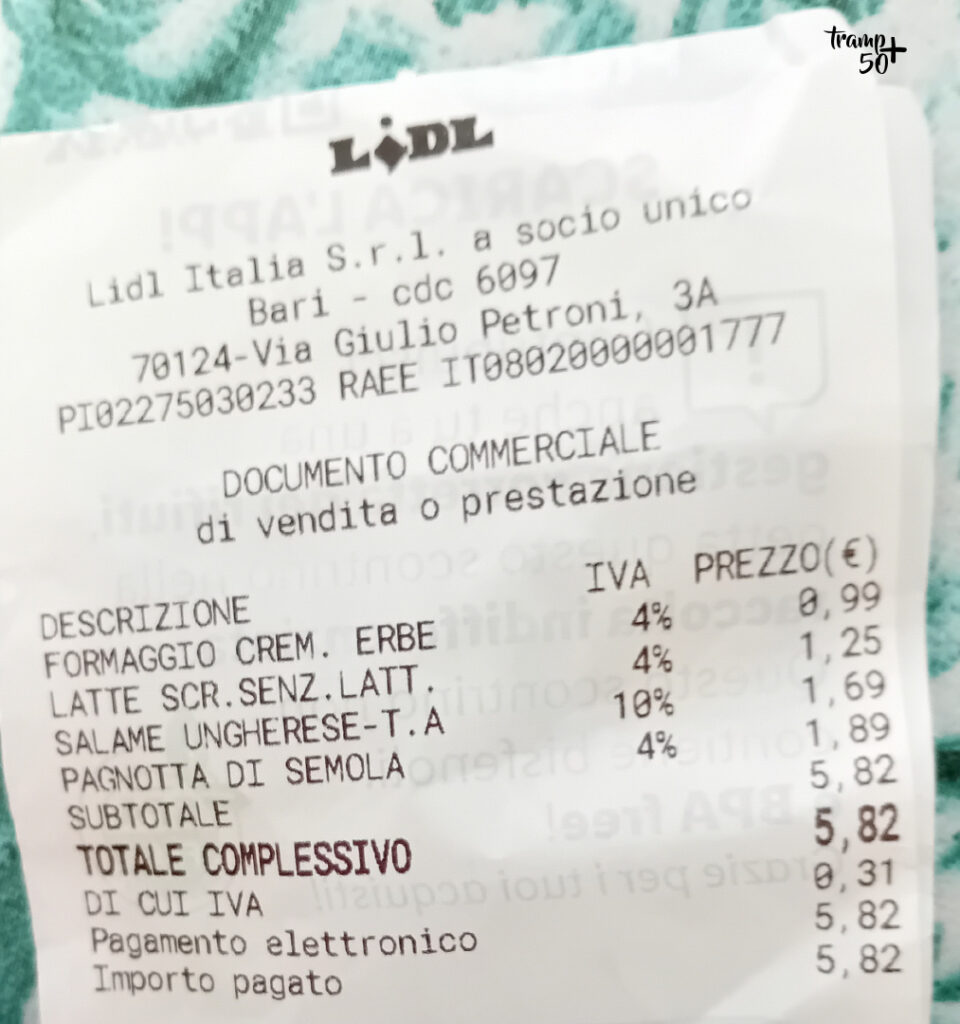 tramp
50+
LIDL
Lidl Italia S.r.l. a socio unico
Bari - cdc 6097
70124-Via Giulio Petroni, 3A
PI02275030233 RAEE IT08020000001777
DOCUMENTO COMMERCIALE
di vendita o prestazione
DESCRIZIONE IVA PREZZO(€)
FORMAGGIO CREM. ERBE 4% 0,99
LATTE SCR.SENZ.LATT. 4% 1,25
SALAME UNGHERESE-T.A 10% 1,69
PAGNOTTA DI SEMOLA 4% 1,89
SUBTOTALE 5,82
TOTALE COMPLESSIVO 5,82
DI CUI IVA 0,31
Pagamento elettronico 5,82
Importo pagato 5,82